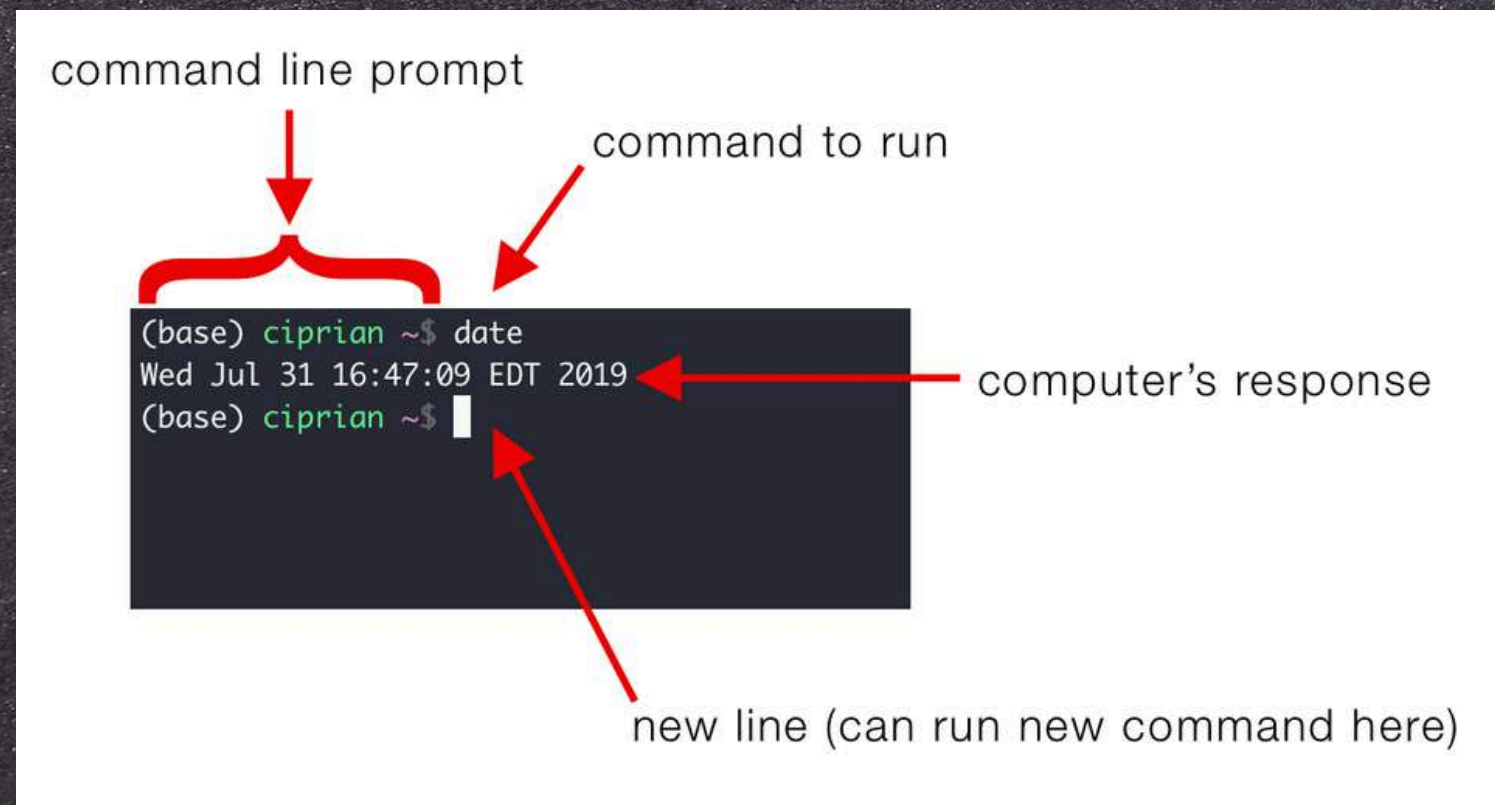 command line prompt
command to run
(base) ciprian ~$ date
Wed Jul 31 16:47:09 EDT 2019
computer’s response
(base) ciprian ~$
new line (can run new command here)